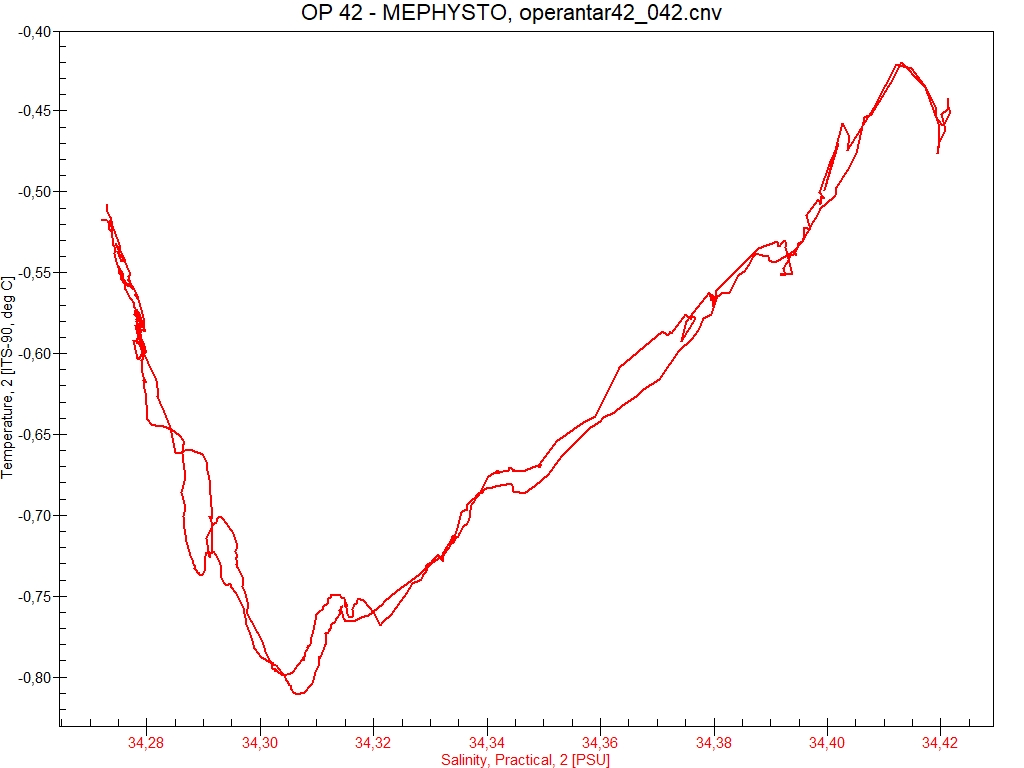 OP 42 - MEPHYSTO, operantar42_042.cnv
-0,40
-0,45
-0,50
-0,55
-0,60
-0,65
-0,70
-0,75
-0,80
Temperature, 2 [ITS-90, deg C]
34,28 34,30 34,32 34,34 34,36 34,38 34,40 34,42
Salinity, Practical, 2 [PSU]